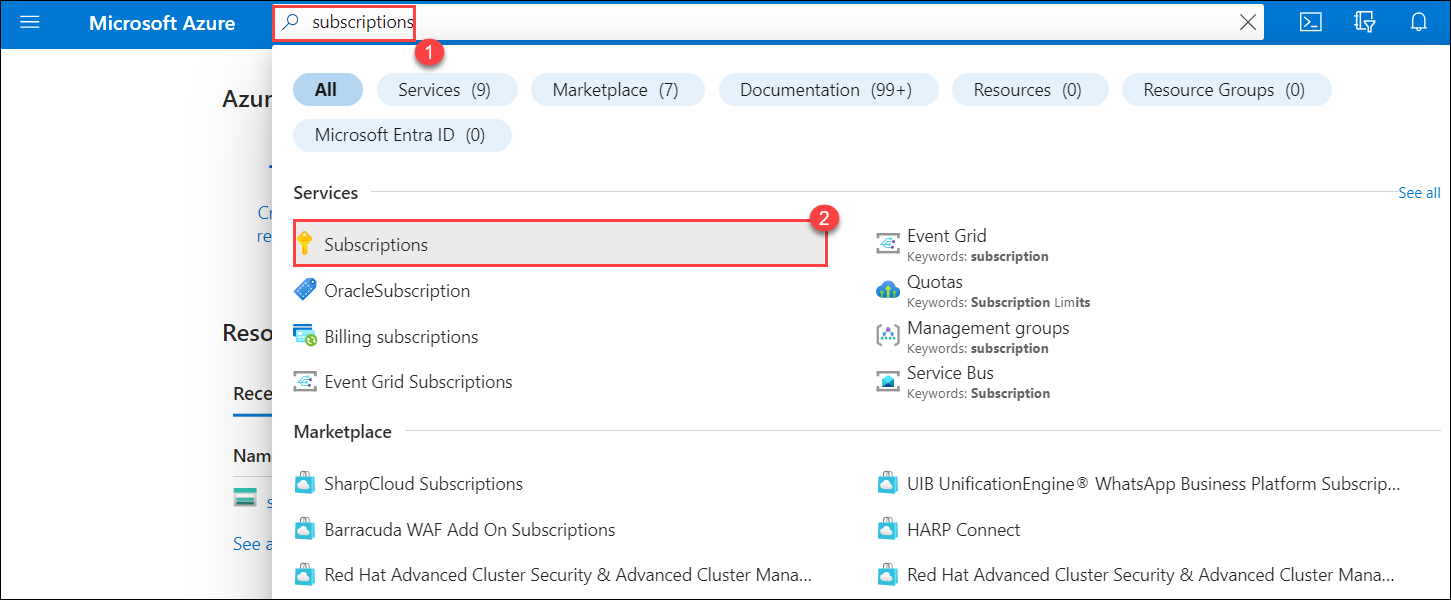 Microsoft Azure
subscriptions
1
All
Services (9)
Marketplace (7)
Documentation (99+)
Resources (0)
Resource Groups (0)
Microsoft Entra ID (0)
Services
See all
Subscriptions
2
OracleSubscription
Billing subscriptions
Event Grid Subscriptions
Event Grid
Keywords: subscription
Quotas
Keywords: Subscription Limits
Management groups
Keywords: subscription
Service Bus
Keywords: Subscription
Marketplace
SharpCloud Subscriptions
Barracuda WAF Add On Subscriptions
Red Hat Advanced Cluster Security & Advanced Cluster Mana...
UIB UnificationEngine® WhatsApp Business Platform Subscrip...
HARP Connect
Red Hat Advanced Cluster Security & Advanced Cluster Mana...
Azur
Cr
re
Reso
Rece
Nam
s
See a